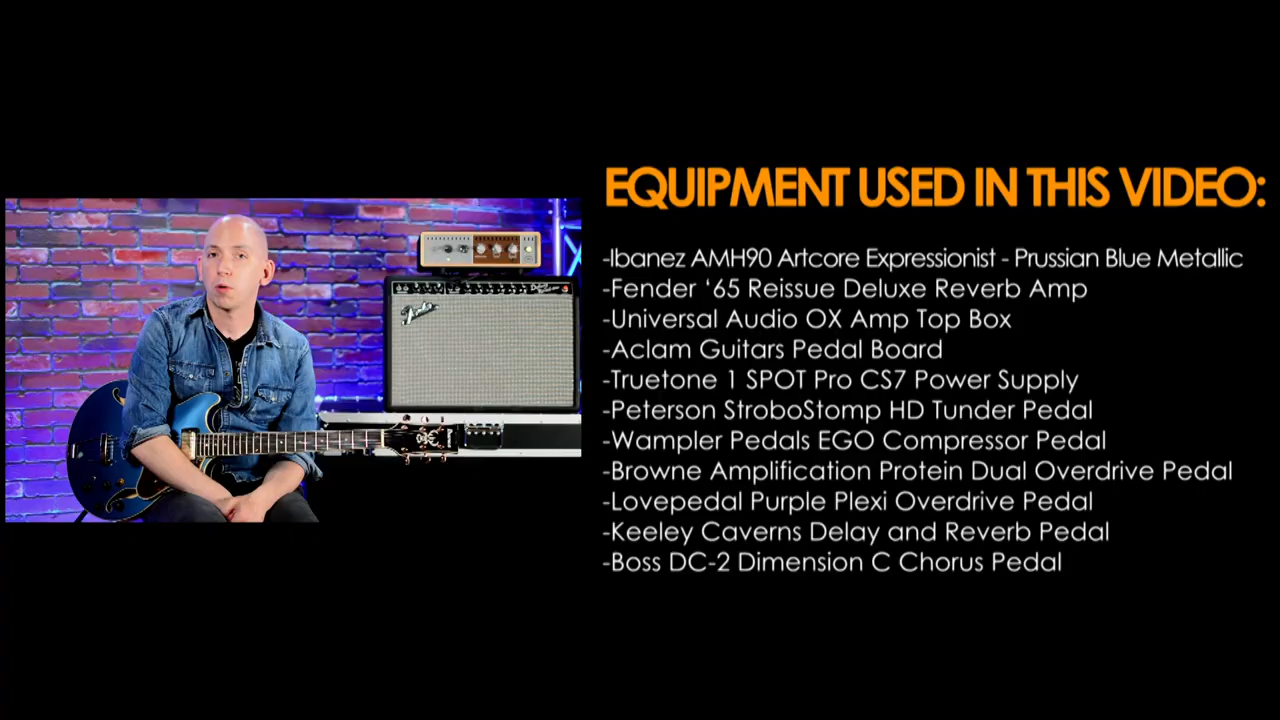 EQUIPMENT USED IN THIS VIDEO:
-Ibanez AMH90 Artcore Expressionist - Prussian Blue Metallic
-Fender ‘65 Reissue Deluxe Reverb Amp
-Universal Audio OX Amp Top Box
-Aclam Guitars Pedal Board
-Truetone 1 SPOT Pro CS7 Power Supply
-Peterson StroboStomp HD Tunder Pedal
-Wampler Pedals EGO Compressor Pedal
-Browne Amplification Protein Dual Overdrive Pedal
-Lovepedal Purple Plexi Overdrive Pedal
-Keeley Caverns Delay and Reverb Pedal
-Boss DC-2 Dimension C Chorus Pedal
Fender